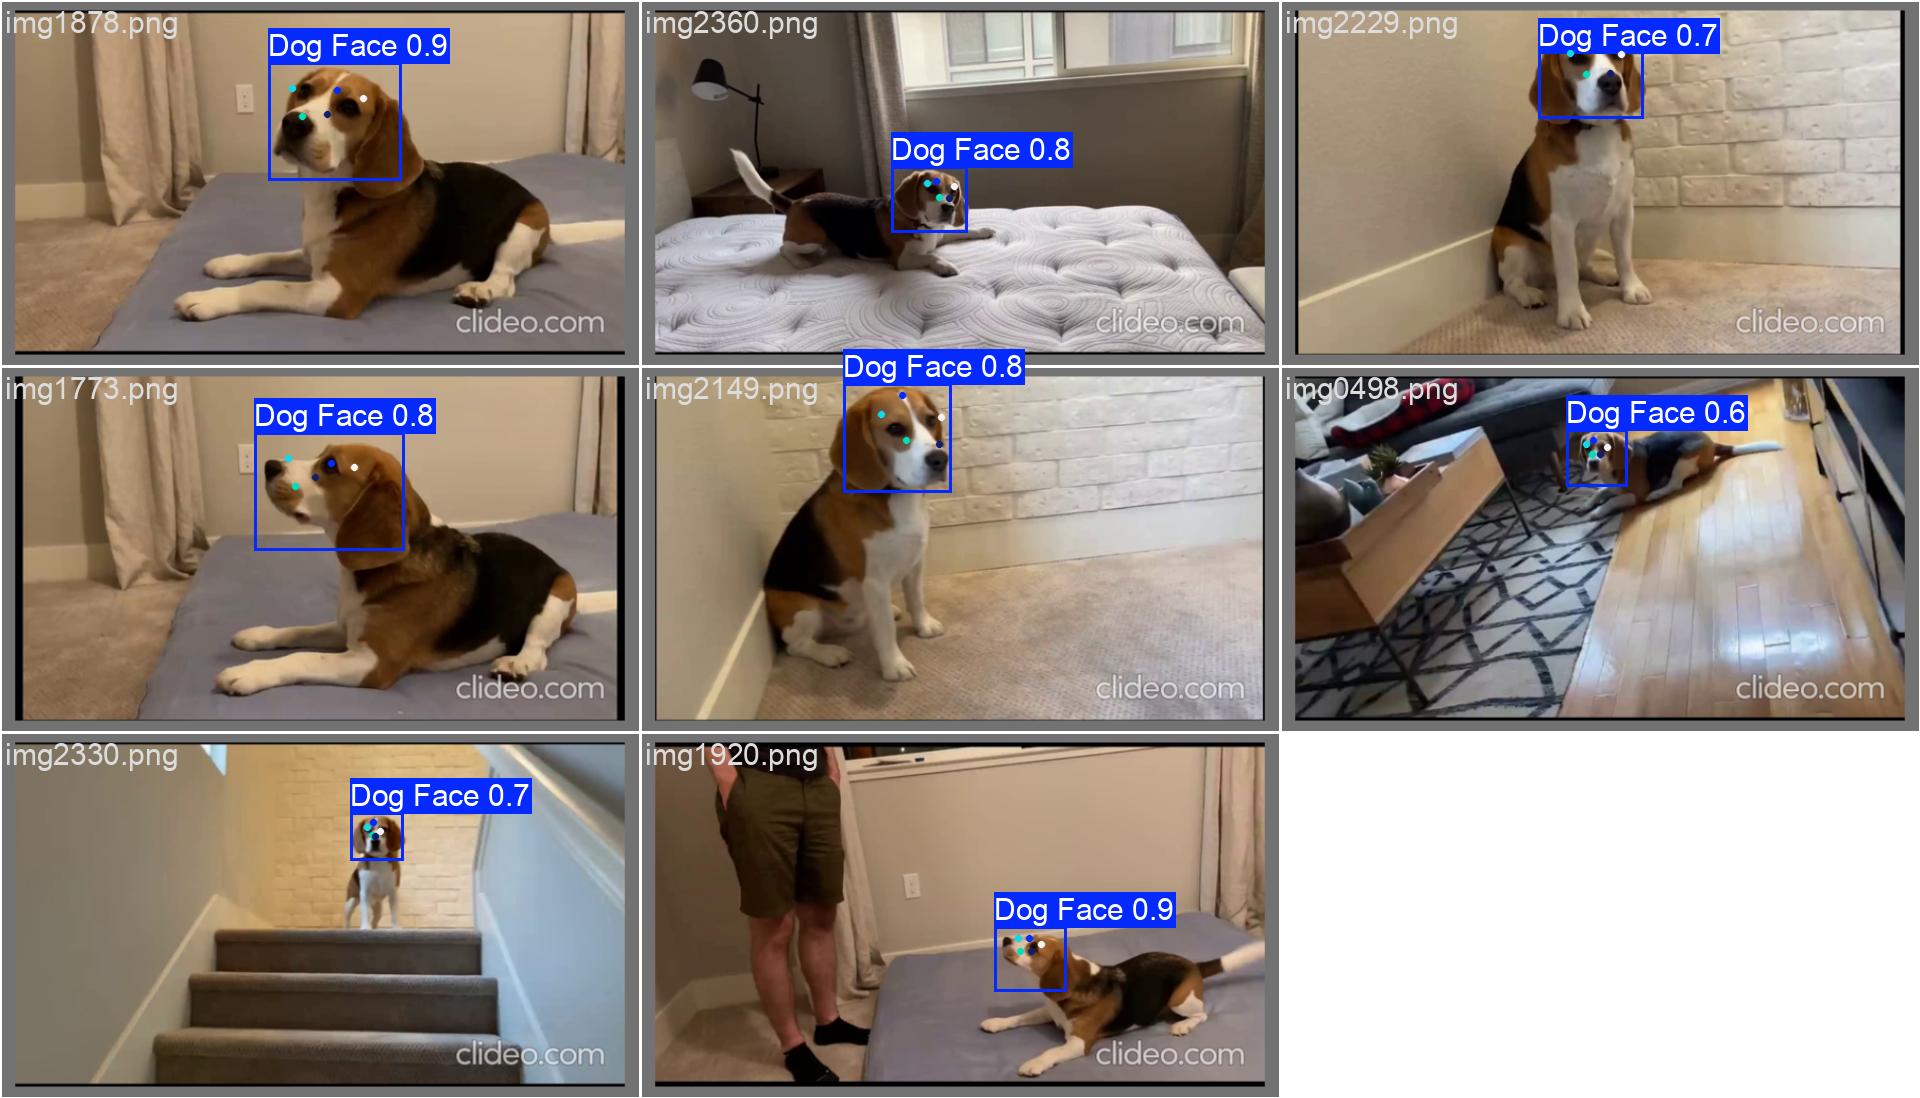 img1878.png
Dog Face 0.9
clideo.com
img2360.png
Dog Face 0.8
clideo.com
img2229.png
Dog Face 0.7
clideo.com
img1773.png
Dog Face 0.8
clideo.com
img2149.png
Dog Face 0.8
clideo.com
img0498.png
Dog Face 0.6
clideo.com
img2330.png
Dog Face 0.7
clideo.com
img1920.png
Dog Face 0.9
clideo.com